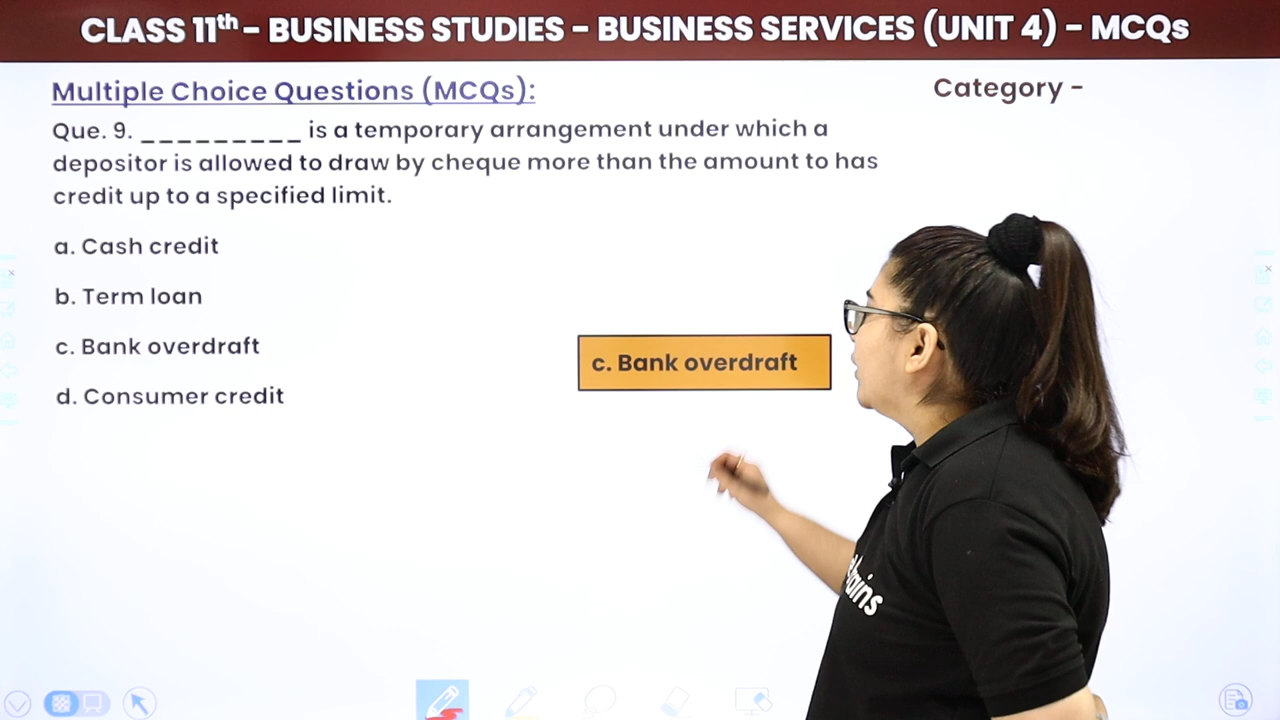 CLASS 11th – BUSINESS STUDIES – BUSINESS SERVICES (UNIT 4) – MCQs
Multiple Choice Questions (MCQs):
Category –
Que. 9. _________ is a temporary arrangement under which a
depositor is allowed to draw by cheque more than the amount to has
credit up to a specified limit.
a. Cash credit
b. Term loan
c. Bank overdraft
c. Bank overdraft
d. Consumer credit